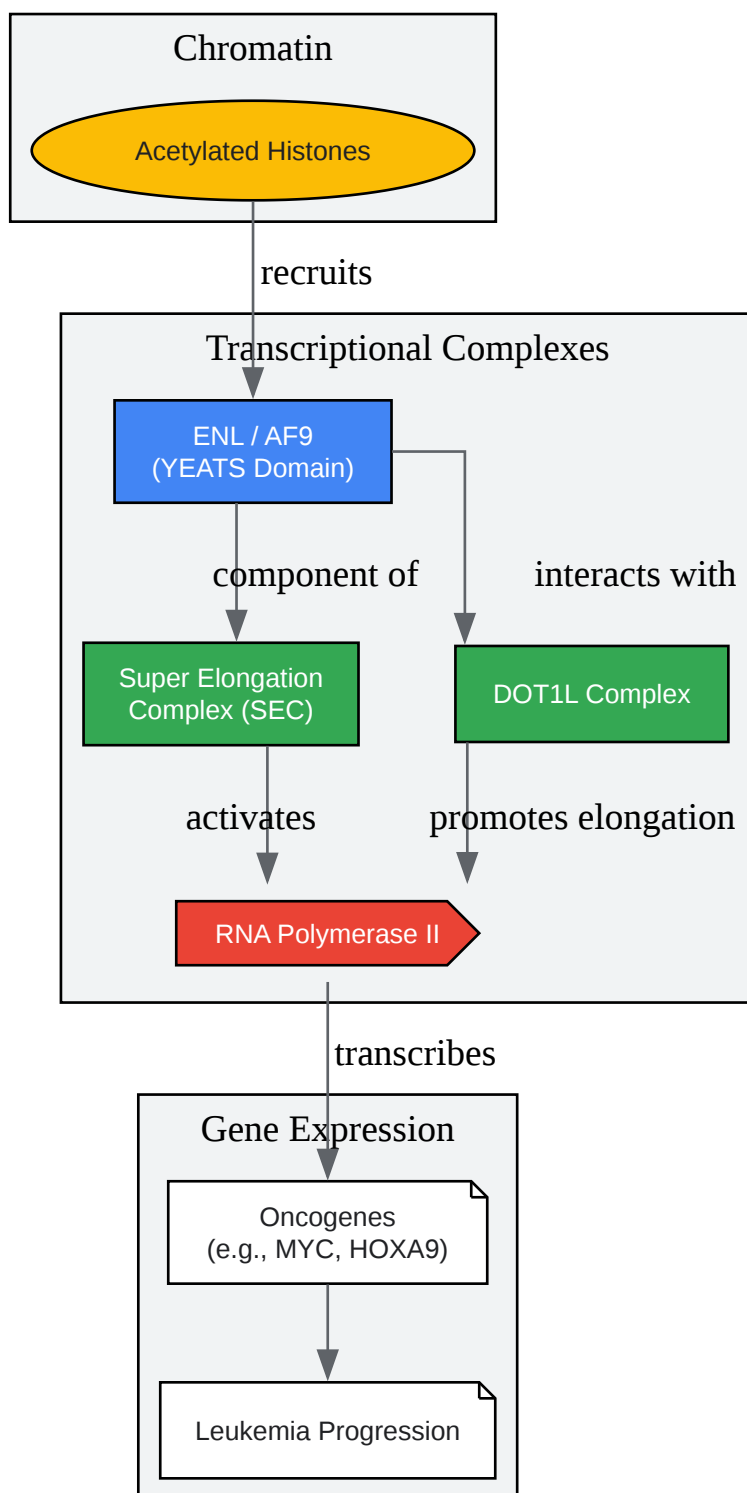 Chromatin
Acetylated Histones
recruits
Transcriptional Complexes
ENL / AF9
(YEATS Domain)
component of
interacts with
Super Elongation
Complex (SEC)
DOT1L Complex
activates
promotes elongation
RNA Polymerase II
transcribes
Gene Expression
Oncogenes
(e.g., MYC, HOXA9)
Leukemia Progression